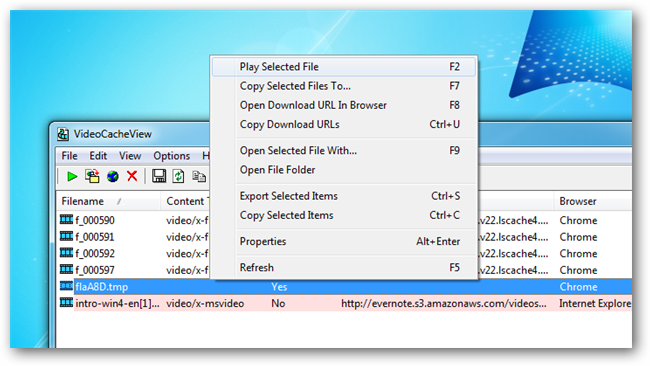 Play Selected File F2
Copy Selected Files To... F7
Open Download URL In Browser F8
Copy Download URLs Ctrl+U
Open Selected File With... F9
Open File Folder
Export Selected Items Ctrl+S
Copy Selected Items Ctrl+C
Properties Alt+Enter
Refresh F5
VideoCacheView
File Edit View Options H
Filename / Content T Browser
f_000590 video/x-f .v22.lscache4.... Chrome
f_000591 video/x-f .v22.lscache4.... Chrome
f_000592 video/x-f .v22.lscache4.... Chrome
f_000597 video/x-f .v22.lscache4.... Chrome
flaA8D.tmp Yes Chrome
intro-win4-en[1]... video/x-msvideo No http://evernote.s3.amazonaws.com/videos... Internet Explore